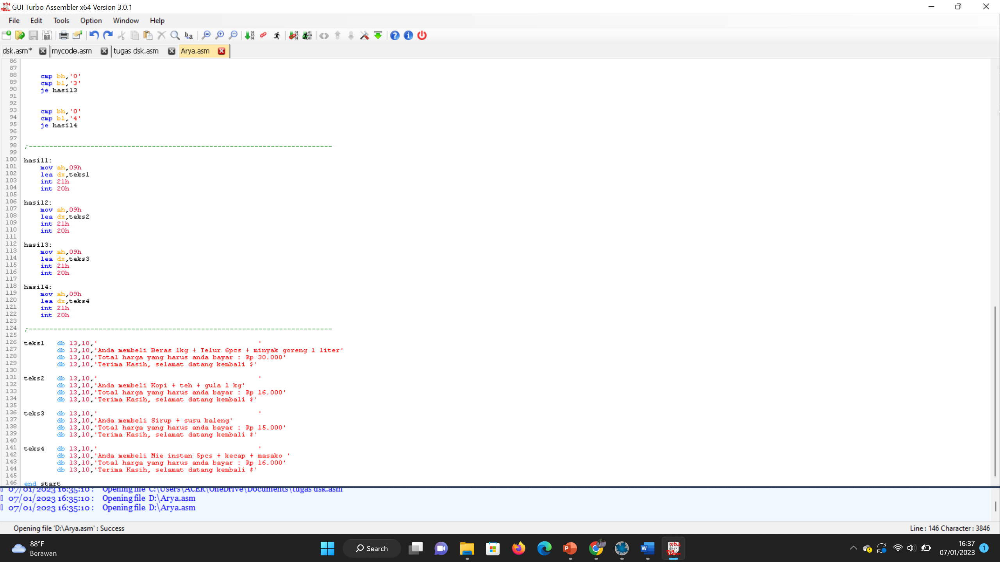 GUI Turbo Assembler x64 Version 3.0.1
File Edit Tools Option Window Help
dsk.asm* mycode.asm tugas dsk.asm Arya.asm
86
87
88 cmp bh,'0'
89 cmp bl,'3'
90 je hasil3
91
92
93 cmp bh,'0'
94 cmp bl,'4'
95 je hasil4
96
97
98 ;---------------------------------------------------------------------------
99
100 hasil1:
101 mov ah,09h
102 lea dx,teks1
103 int 21h
104 int 20h
105
106 hasil2:
107 mov ah,09h
108 lea dx,teks2
109 int 21h
110 int 20h
111
112 hasil3:
113 mov ah,09h
114 lea dx,teks3
115 int 21h
116 int 20h
117
118 hasil4:
119 mov ah,09h
120 lea dx,teks4
121 int 21h
122 int 20h
123
124 ;---------------------------------------------------------------------------
125
126 teks1 db 13,10,'                                        '
127 db 13,10,'Anda membeli Beras 1kg + Telur 6pcs + minyak goreng 1 liter'
128 db 13,10,'Total harga yang harus anda bayar : Rp 30.000'
129 db 13,10,'Terima Kasih, selamat datang kembali $'
130
131 teks2 db 13,10,'                                        '
132 db 13,10,'Anda membeli Kopi + teh + gula 1 kg'
133 db 13,10,'Total harga yang harus anda bayar : Rp 16.000'
134 db 13,10,'Terima Kasih, selamat datang kembali $'
135
136 teks3 db 13,10,'                                        '
137 db 13,10,'Anda membeli Sirup + susu kaleng'
138 db 13,10,'Total harga yang harus anda bayar : Rp 15.000'
139 db 13,10,'Terima Kasih, selamat datang kembali $'
140
141 teks4 db 13,10,'                                        '
142 db 13,10,'Anda membeli Mie instan 5pcs + kecap + masako '
143 db 13,10,'Total harga yang harus anda bayar : Rp 16.000'
144 db 13,10,'Terima Kasih, selamat datang kembali $'
145
146 end start
07/01/2023 16:35:10 : Opening file C:\Users\ACER\OneDrive\Documents\tugas dsk.asm
07/01/2023 16:35:10 : Opening file D:\Arya.asm
07/01/2023 16:35:10 : Opening file D:\Arya.asm
Opening file 'D:\Arya.asm' : Success Line : 146 Character : 3846
88°F
Berawan
Search
16:37
07/01/2023
1